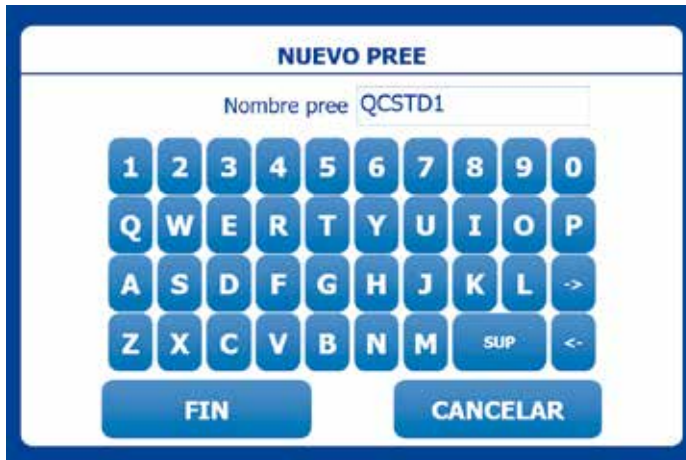 NUEVO PREE
Nombre pree QCSTD1
1 2 3 4 5 6 7 8 9 0
Q W E R T Y U I O P
A S D F G H J K L ->
Z X C V B N M SUP <-
FIN CANCELAR